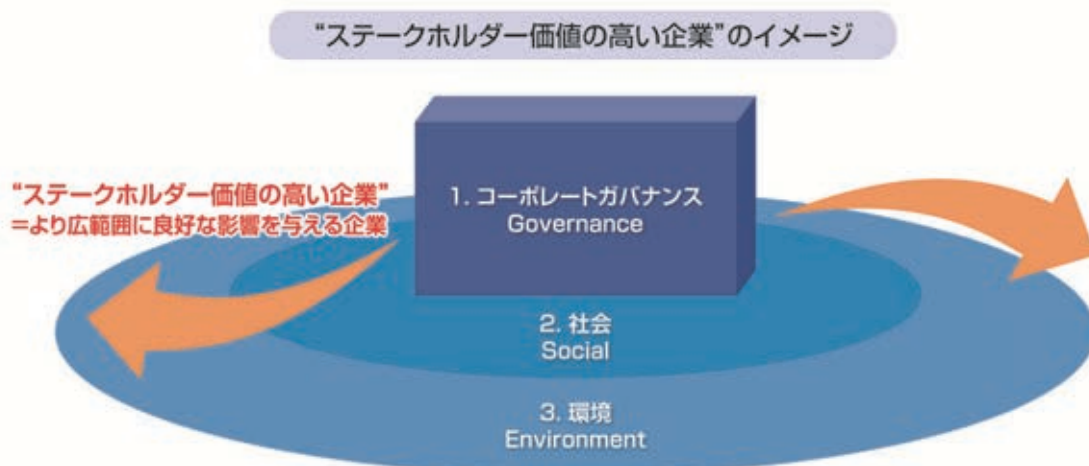 “ステークホルダー価値の高い企業”のイメージ
“ステークホルダー価値の高い企業”
＝より広範囲に良好な影響を与える企業
1. コーポレートガバナンス
Governance
2. 社会
Social
3. 環境
Environment